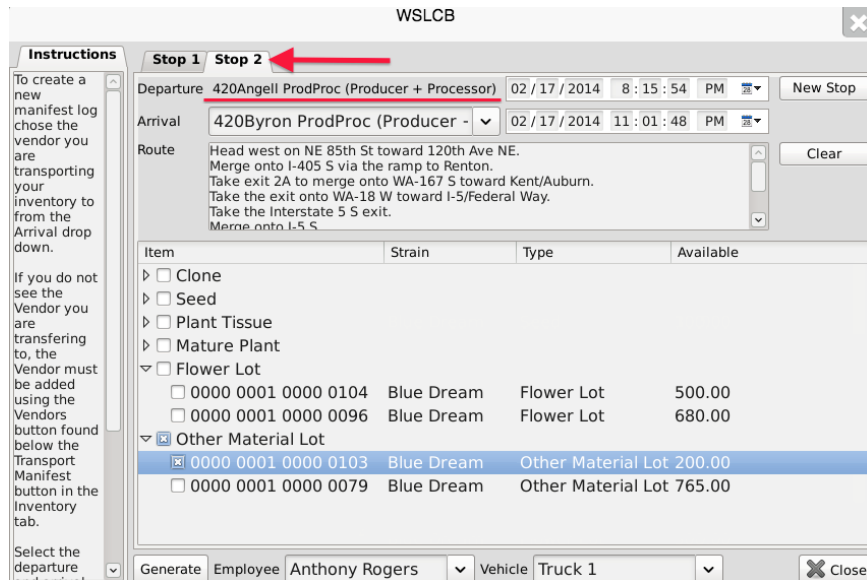 WSLCB
Instructions
To create a
new
manifest log
chose the
vendor you
are
transporting
your
inventory to
from the
Arrival drop
down.
If you do not
see the
Vendor you
are
transfering
to, the
Vendor must
be added
using the
Vendors
button found
below the
Transport
Manifest
button in the
Inventory
tab.
Select the
departure
Stop 1 Stop 2
Departure 420Angell ProdProc (Producer + Processor) 02 / 17 / 2014 8 : 15 : 54 PM 28 New Stop
Arrival 420Byron ProdProc (Producer - 02 / 17 / 2014 11 : 01 : 48 PM 28
Route Head west on NE 85th St toward 120th Ave NE. Clear
Merge onto I-405 S via the ramp to Renton.
Take exit 2A to merge onto WA-167 S toward Kent/Auburn.
Take the exit onto WA-18 W toward I-5/Federal Way.
Take the Interstate 5 S exit.
Merge onto I-5 S
Item Strain Type Available
Clone
Seed
Plant Tissue
Mature Plant
Flower Lot
0000 0001 0000 0104 Blue Dream Flower Lot 500.00
0000 0001 0000 0096 Blue Dream Flower Lot 680.00
Other Material Lot
0000 0001 0000 0103 Blue Dream Other Material Lot 200.00
0000 0001 0000 0079 Blue Dream Other Material Lot 765.00
Generate Employee Anthony Rogers Vehicle Truck 1 Close